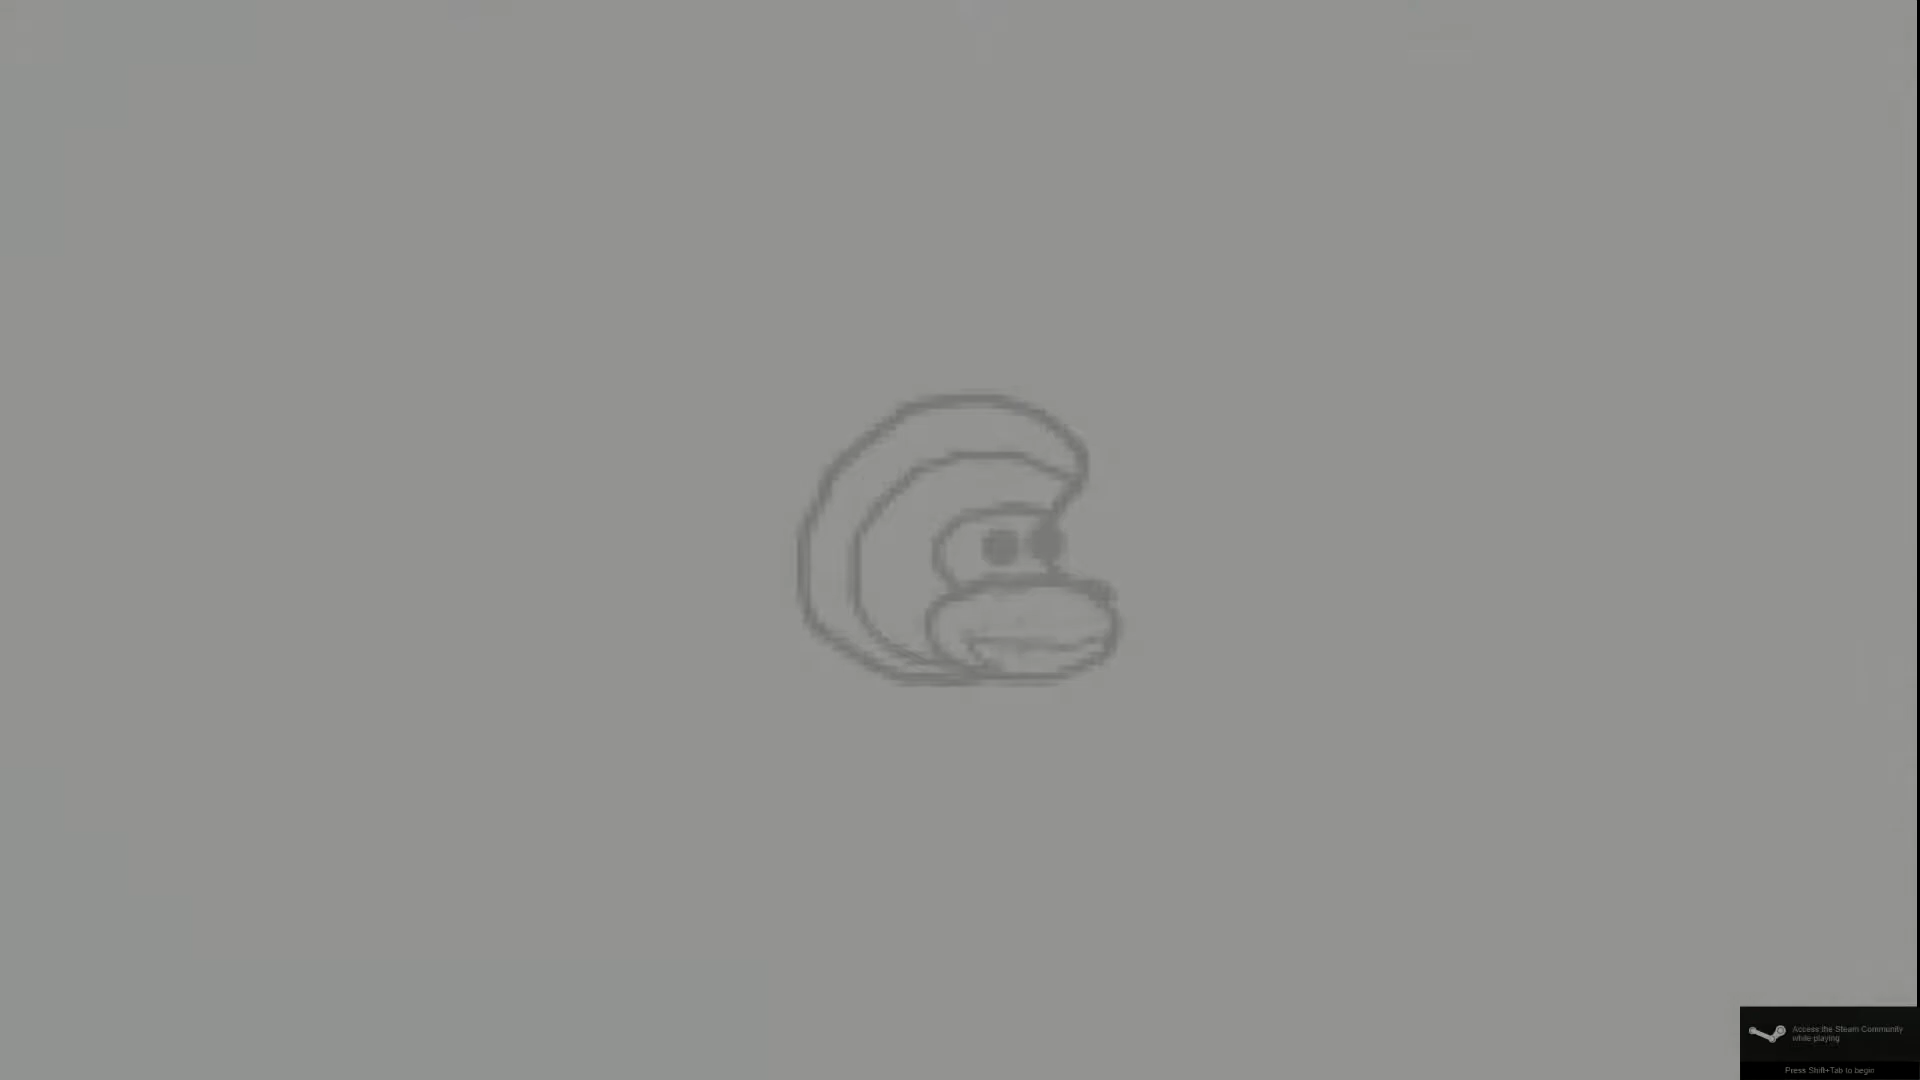 Access the Steam Community
while playing
Press Shift+Tab to begin